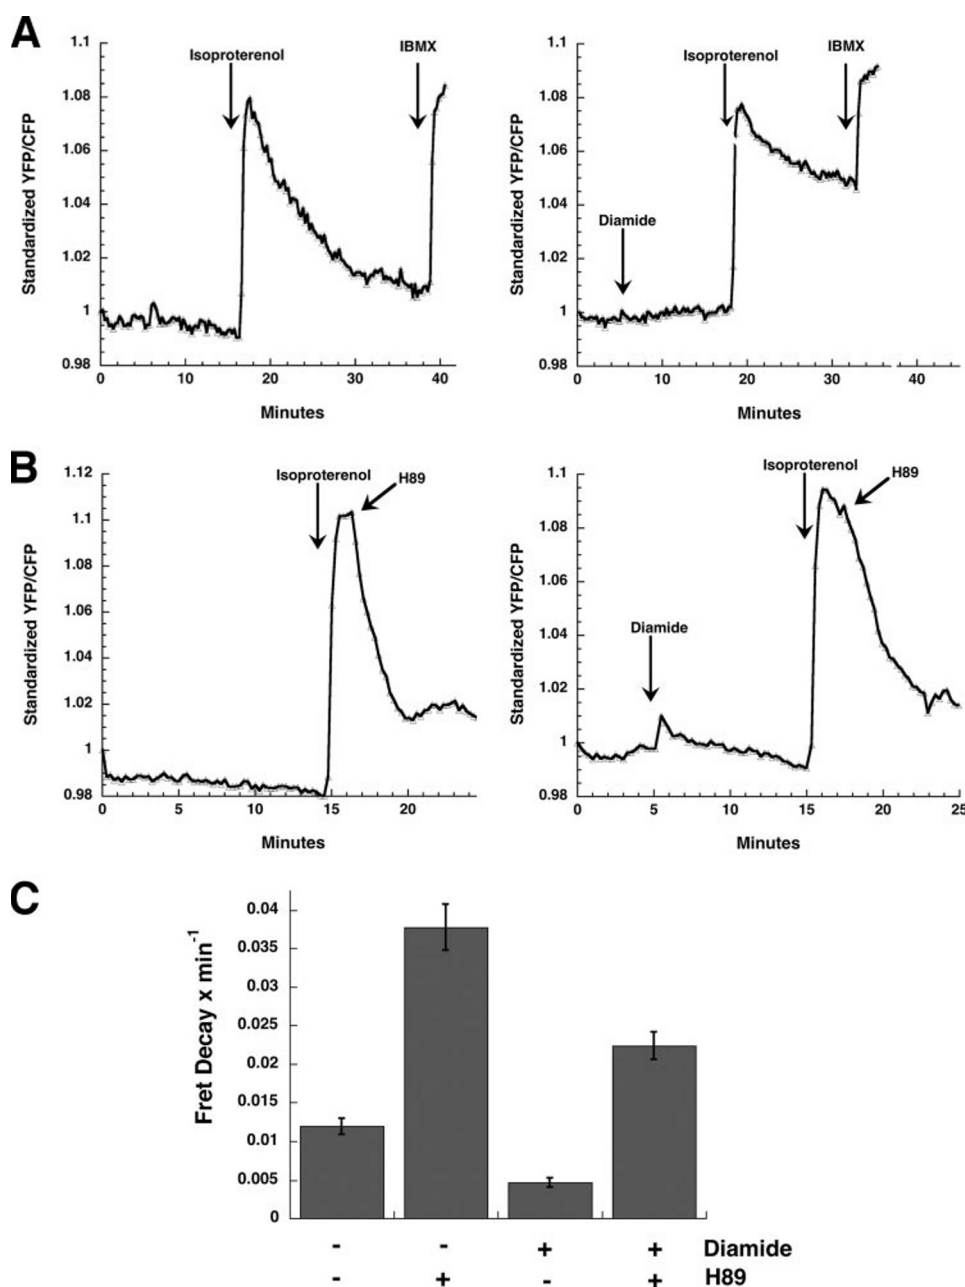 A
Isoproterenol
IBMX
Standardized YFP/CFP
1.1
1.08
1.06
1.04
1.02
1
0.98
0 10 20 30 40
Minutes
Isoproterenol
IBMX
Diamide
Standardized YFP/CFP
1.1
1.08
1.06
1.04
1.02
1
0.98
0 10 20 30 40
Minutes
B
Isoproterenol
H89
Standardized YFP/CFP
1.12
1.1
1.08
1.06
1.04
1.02
1
0.98
0 5 10 15 20
Minutes
Isoproterenol
H89
Diamide
Standardized YFP/CFP
1.1
1.08
1.06
1.04
1.02
1
0.98
0 5 10 15 20 25
Minutes
C
Fret Decay x min⁻¹
0.04
0.035
0.03
0.025
0.02
0.015
0.01
0.005
0
- - + + Diamide
- + - + H89